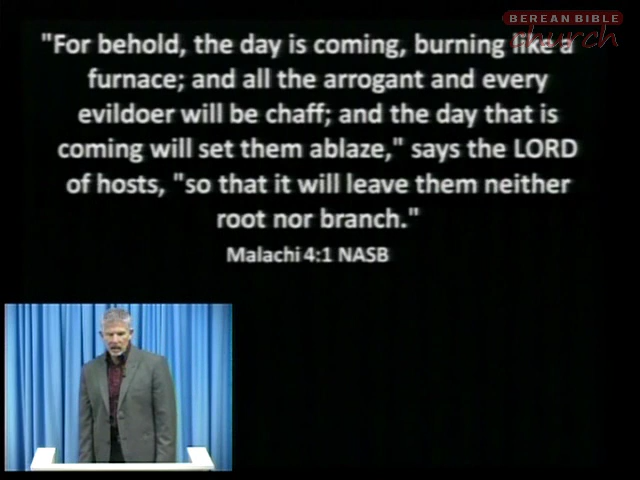 BEREAN BIBLE
church
"For behold, the day is coming, burning like a
furnace; and all the arrogant and every
evildoer will be chaff; and the day that is
coming will set them ablaze," says the LORD
of hosts, "so that it will leave them neither
root nor branch."
Malachi 4:1 NASB